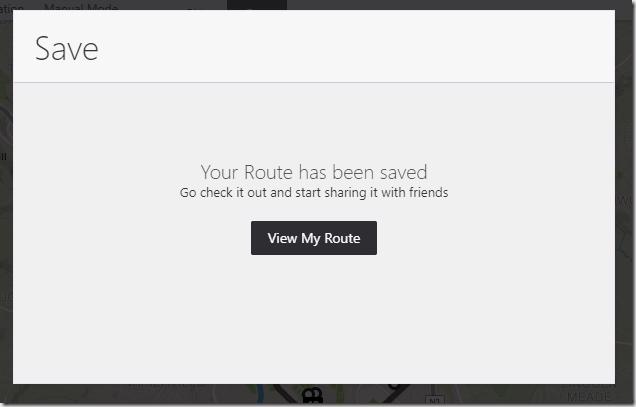 Manual Mode
Save
Your Route has been saved
Go check it out and start sharing it with friends
View My Route
MEADE